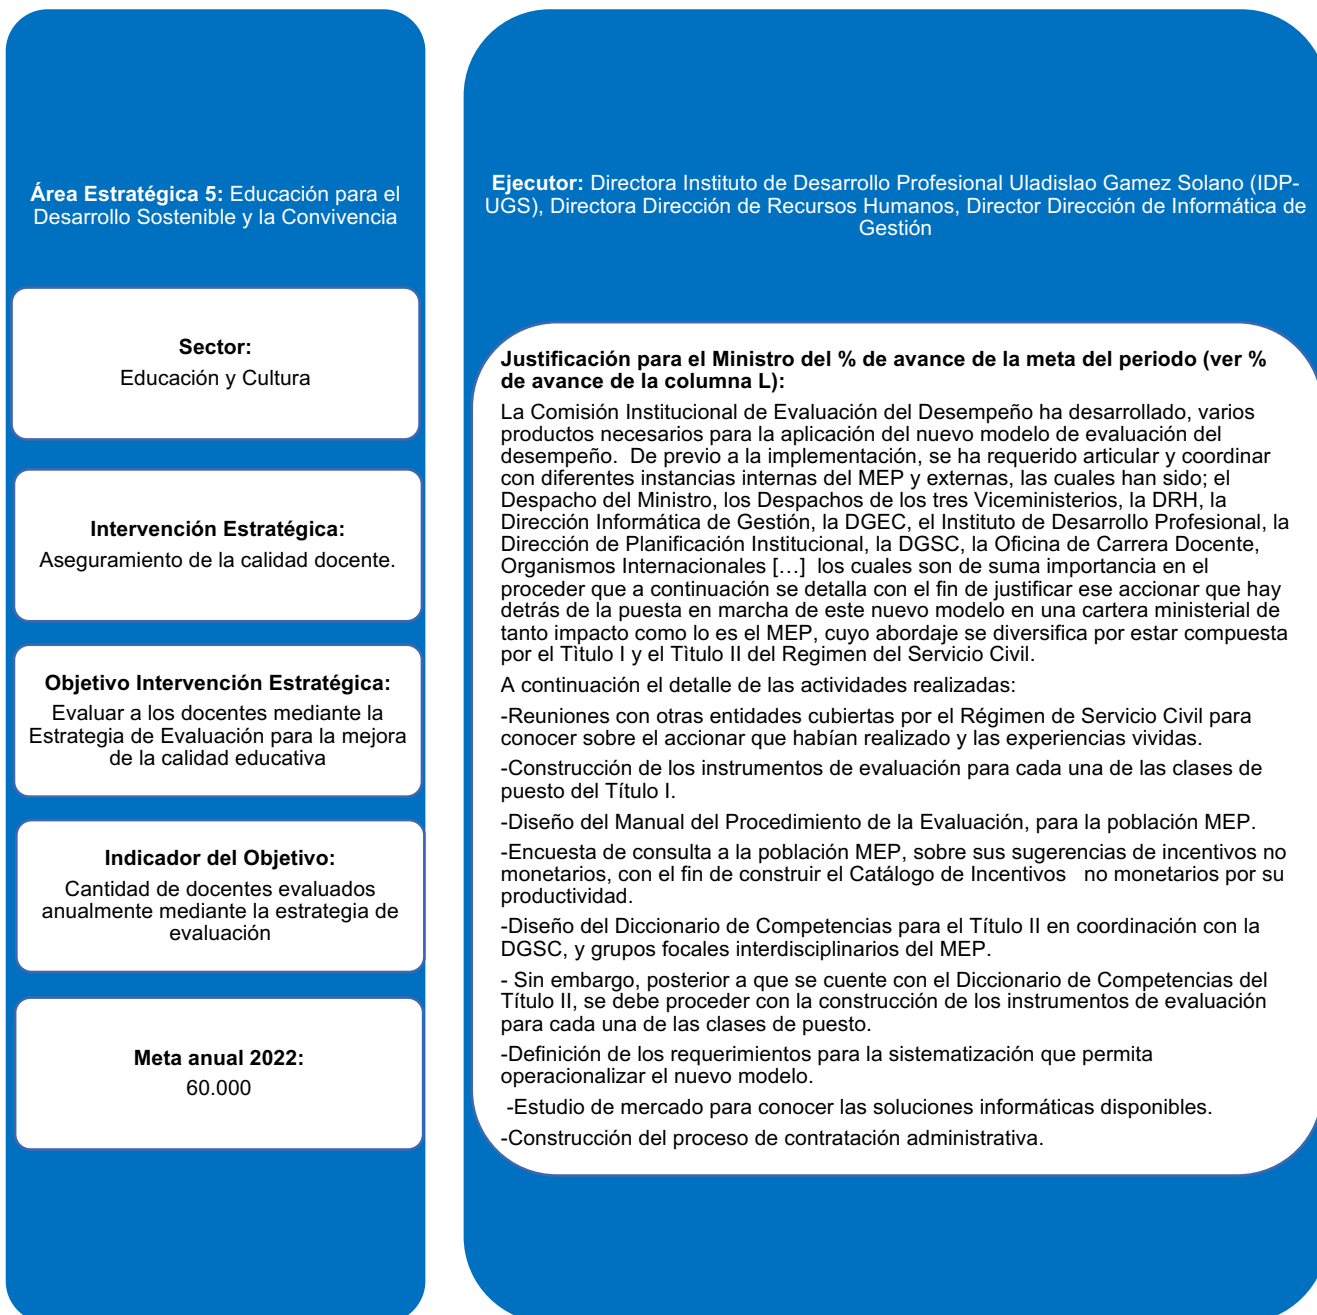 Área Estratégica 5: Educación para el
Desarrollo Sostenible y la Convivencia
Sector:
Educación y Cultura
Intervención Estratégica:
Aseguramiento de la calidad docente.
Objetivo Intervención Estratégica:
Evaluar a los docentes mediante la
Estrategia de Evaluación para la mejora
de la calidad educativa
Indicador del Objetivo:
Cantidad de docentes evaluados
anualmente mediante la estrategia de
evaluación
Meta anual 2022:
60.000
Ejecutor: Directora Instituto de Desarrollo Profesional Uladislao Gamez Solano (IDP-
UGS), Directora Dirección de Recursos Humanos, Director Dirección de Informática de
Gestión
Justificación para el Ministro del % de avance de la meta del periodo (ver %
de avance de la columna L):
La Comisión Institucional de Evaluación del Desempeño ha desarrollado, varios
productos necesarios para la aplicación del nuevo modelo de evaluación del
desempeño. De previo a la implementación, se ha requerido articular y coordinar
con diferentes instancias internas del MEP y externas, las cuales han sido; el
Despacho del Ministro, los Despachos de los tres Viceministerios, la DRH, la
Dirección Informática de Gestión, la DGEC, el Instituto de Desarrollo Profesional, la
Dirección de Planificación Institucional, la DGSC, la Oficina de Carrera Docente,
Organismos Internacionales […] los cuales son de suma importancia en el
proceder que a continuación se detalla con el fin de justificar ese accionar que hay
detrás de la puesta en marcha de este nuevo modelo en una cartera ministerial de
tanto impacto como lo es el MEP, cuyo abordaje se diversifica por estar compuesta
por el Tìtulo I y el Tìtulo II del Regimen del Servicio Civil.
A continuación el detalle de las actividades realizadas:
-Reuniones con otras entidades cubiertas por el Régimen de Servicio Civil para
conocer sobre el accionar que habían realizado y las experiencias vividas.
-Construcción de los instrumentos de evaluación para cada una de las clases de
puesto del Título I.
-Diseño del Manual del Procedimiento de la Evaluación, para la población MEP.
-Encuesta de consulta a la población MEP, sobre sus sugerencias de incentivos no
monetarios, con el fin de construir el Catálogo de Incentivos no monetarios por su
productividad.
-Diseño del Diccionario de Competencias para el Título II en coordinación con la
DGSC, y grupos focales interdisciplinarios del MEP.
- Sin embargo, posterior a que se cuente con el Diccionario de Competencias del
Título II, se debe proceder con la construcción de los instrumentos de evaluación
para cada una de las clases de puesto.
-Definición de los requerimientos para la sistematización que permita
operacionalizar el nuevo modelo.
-Estudio de mercado para conocer las soluciones informáticas disponibles.
-Construcción del proceso de contratación administrativa.